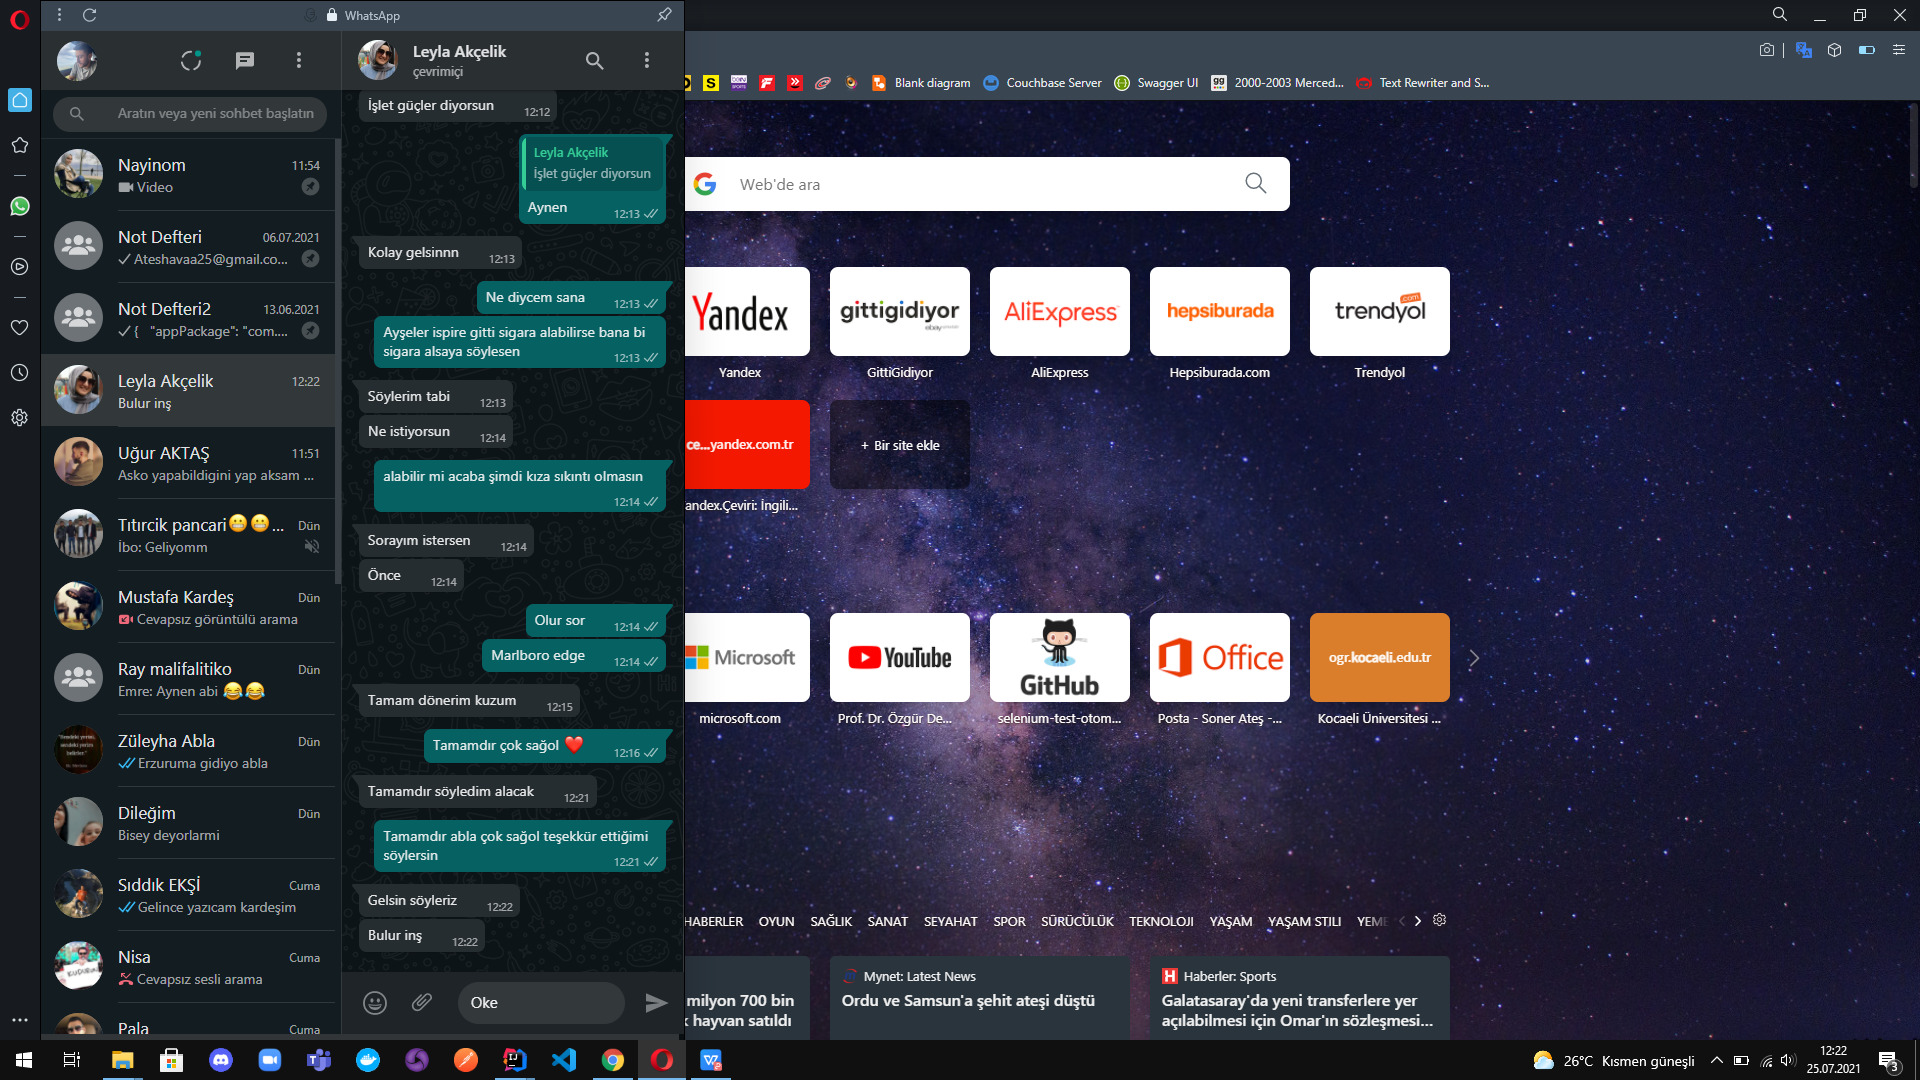 WhatsApp
Aratın veya yeni sohbet başlatın
Nayinom
11:54
Video
Not Defteri
06.07.2021
Ateshavaa25@gmail.co...
Not Defteri2
13.06.2021
{ "appPackage": "com....
Leyla Akçelik
12:22
Bulur inş
Uğur AKTAŞ
11:51
Asko yapabildigini yap aksam ...
Tıtırcik pancari😬😬...
Dün
İbo: Geliyomm
Mustafa Kardeş
Dün
Cevapsız görüntülü arama
Ray malifalitiko
Dün
Emre: Aynen abi 😂😂
Züleyha Abla
Dün
Erzuruma gidiyo abla
Dileğim
Dün
Bisey deyorlarmi
Sıddık EKŞİ
Cuma
Gelince yazıcam kardeşim
Nisa
Cuma
Cevapsız sesli arama
Pala
Cuma
Leyla Akçelik
çevrimiçi
İşlet güçler diyorsun
12:12
Leyla Akçelik
İşlet güçler diyorsun
Aynen
12:13
Kolay gelsinnn
12:13
Ne diycem sana
12:13
Ayşeler ispire gitti sigara alabilirse bana bi
sigara alsaya söylesen
12:13
Söylerim tabi
12:13
Ne istiyorsun
12:14
alabilir mi acaba şimdi kıza sıkıntı olmasın
12:14
Sorayım istersen
12:14
Önce
12:14
Olur sor
12:14
Marlboro edge
12:14
Tamam dönerim kuzum
12:15
Tamamdır çok sağol ❤️
12:16
Tamamdır söyledim alacak
12:21
Tamamdır abla çok sağol teşekkür ettiğimi
söylersin
12:21
Gelsin söyleriz
12:22
Bulur inş
12:22
Oke
Blank diagram
Couchbase Server
Swagger UI
2000-2003 Merced...
Text Rewriter and S...
Web'de ara
Yandex
gittigidiyor
ebay
AliExpress
hepsiburada
trendyol
.com
Yandex
GittiGidiyor
AliExpress
Hepsiburada.com
Trendyol
ce...yandex.com.tr
+ Bir site ekle
andex.Çeviri: İngili...
Microsoft
YouTube
GitHub
Office
ogr.kocaeli.edu.tr
microsoft.com
Prof. Dr. Özgür De...
selenium-test-otom...
Posta - Soner Ateş -...
Kocaeli Üniversitesi ...
HABERLER
OYUN
SAĞLIK
SANAT
SEYAHAT
SPOR
SÜRÜCÜLÜK
TEKNOLOJI
YAŞAM
YAŞAM STILI
YEME
milyon 700 bin
k hayvan satıldı
Mynet: Latest News
Ordu ve Samsun'a şehit ateşi düştü
H
Haberler: Sports
Galatasaray'da yeni transferlere yer
açılabilmesi için Omar'ın sözleşmesi...
26°C Kısmen güneşli
12:22
25.07.2021
3